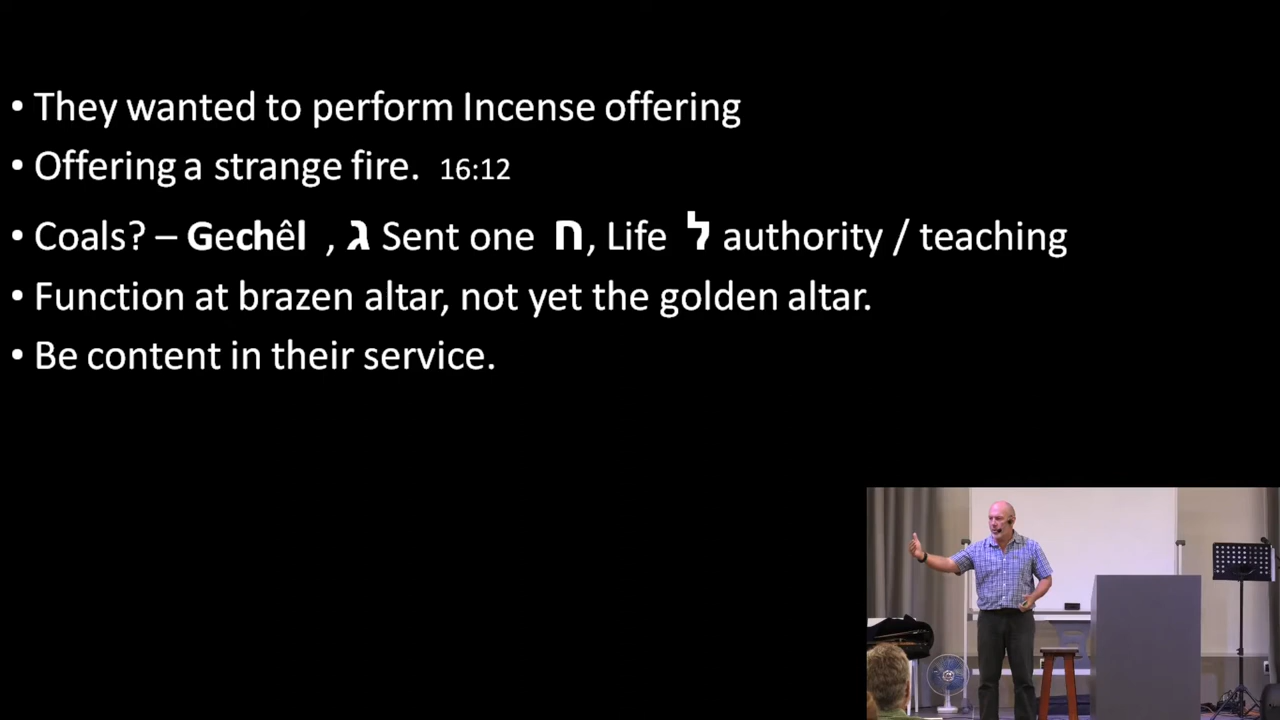 • They wanted to perform Incense offering
• Offering a strange fire. 16:12
• Coals? – Gechêl , ג Sent one ח, Life ל authority / teaching
• Function at brazen altar, not yet the golden altar.
• Be content in their service.